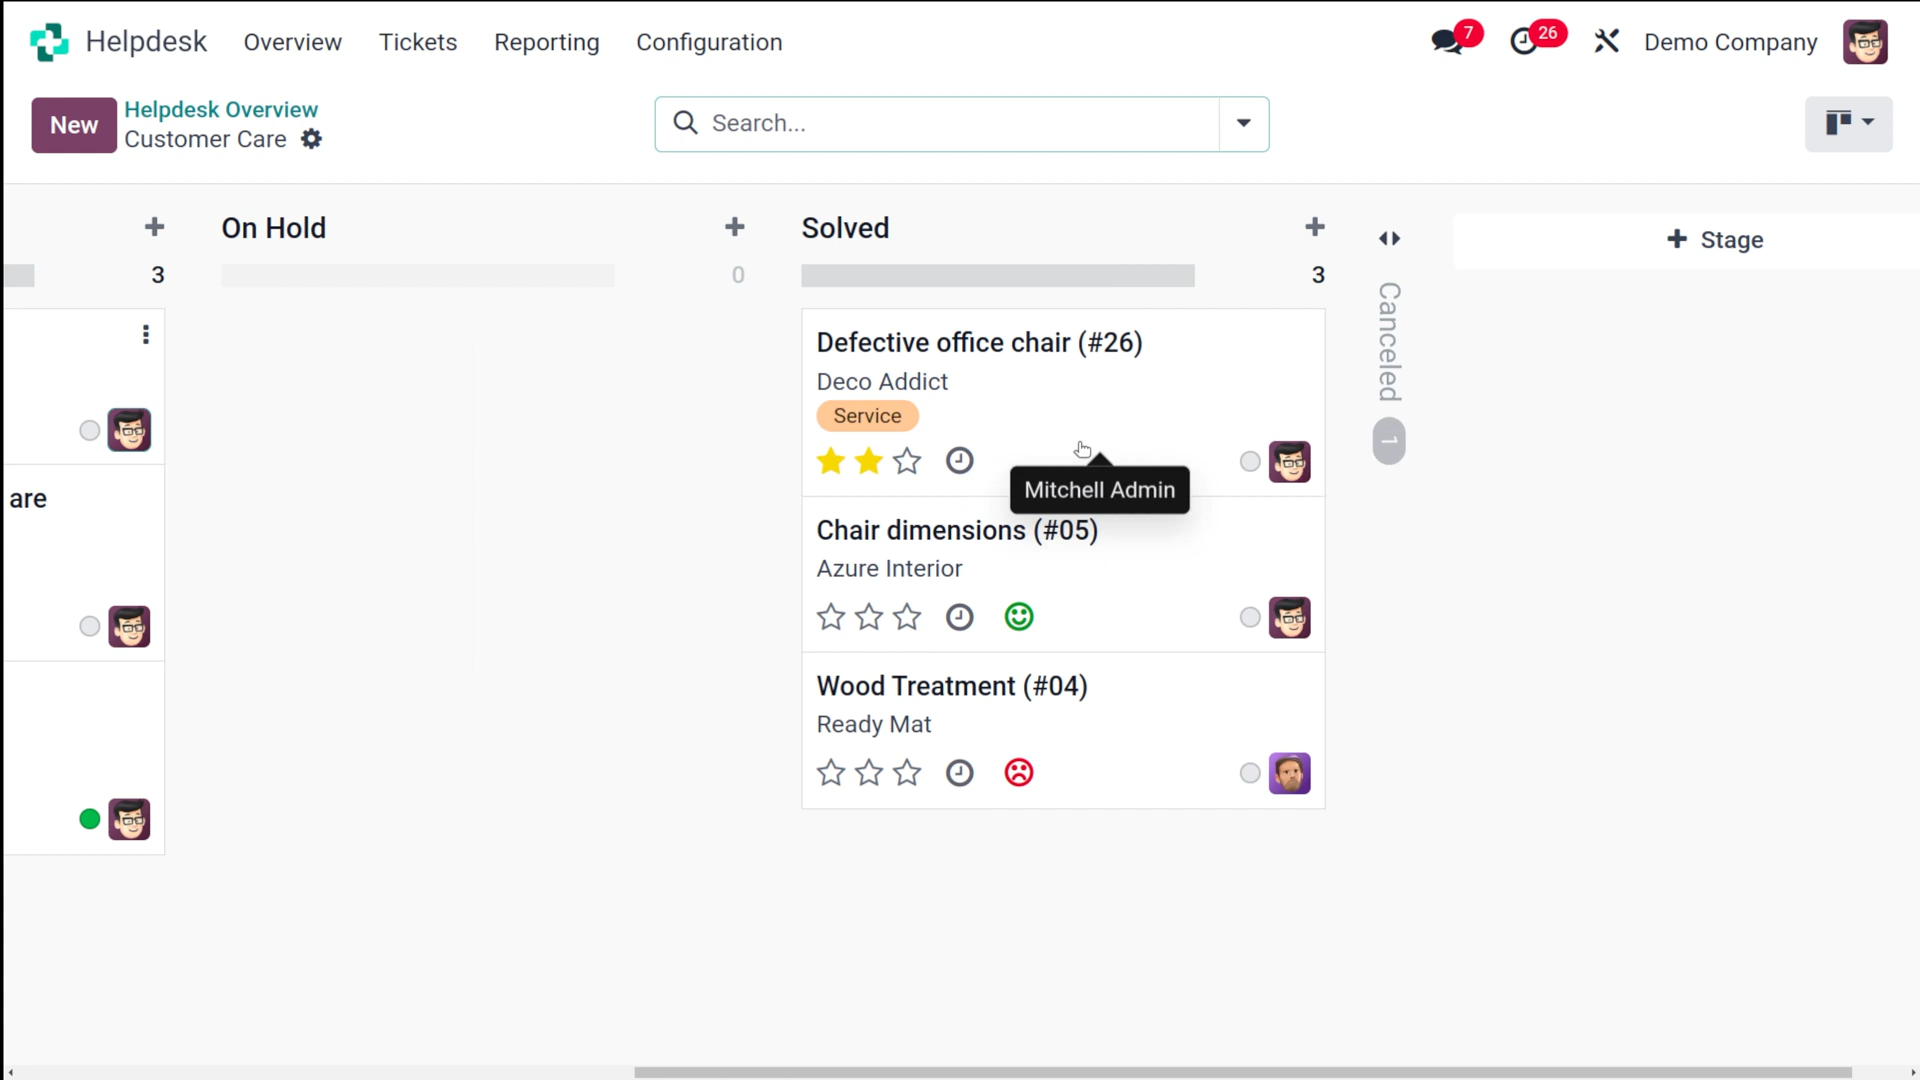 Helpdesk Overview Tickets Reporting Configuration 7 26 Demo Company
New Helpdesk Overview
Customer Care
Search...
On Hold
Solved
Stage
3
0
3
Canceled
1
Defective office chair (#26)
Deco Addict
Service
Mitchell Admin
are
Chair dimensions (#05)
Azure Interior
Wood Treatment (#04)
Ready Mat